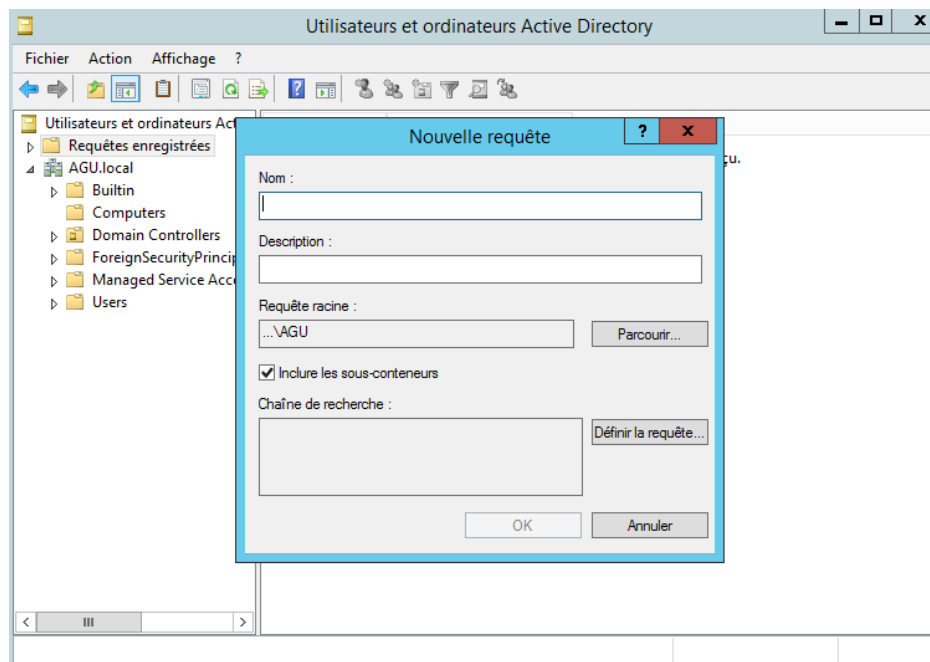 Utilisateurs et ordinateurs Active Directory
Fichier Action Affichage ?
Utilisateurs et ordinateurs Act
Requêtes enregistrées
AGU.local
Builtin
Computers
Domain Controllers
ForeignSecurityPrincip
Managed Service Acco
Users
çu.
Nouvelle requête
? x
Nom :
Description :
Requête racine :
...\AGU
Parcourir...
Inclure les sous-conteneurs
Chaîne de recherche :
Définir la requête...
OK
Annuler